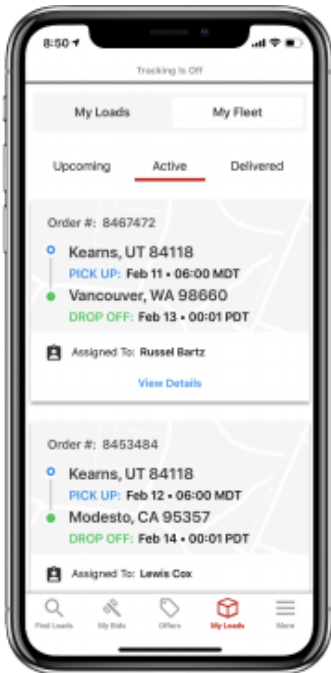 8:50
Tracking Is Off
My Loads My Fleet
Upcoming Active Delivered
Order #: 8467472
Kearns, UT 84118
PICK UP: Feb 11 • 06:00 MDT
Vancouver, WA 98660
DROP OFF: Feb 13 • 00:01 PDT
Assigned To: Russel Bartz
View Details
Order #: 8453484
Kearns, UT 84118
PICK UP: Feb 12 • 06:00 MDT
Modesto, CA 95357
DROP OFF: Feb 14 • 00:01 PDT
Assigned To: Lewis Cox
Find Loads My Bids Offers My Loads More